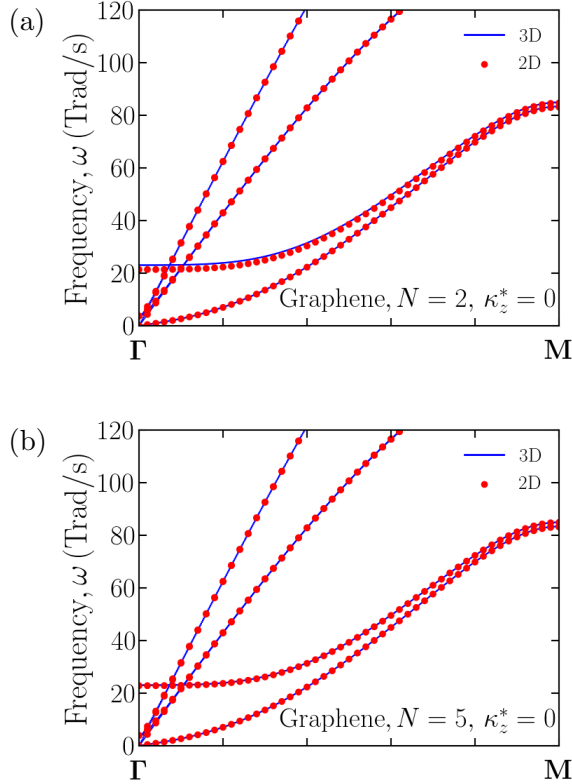 (a)
120
100
80
60
40
20
0
Frequency, ω (Trad/s)
3D
2D
Graphene, N = 2, κ*z = 0
Γ
M
(b)
120
100
80
60
40
20
0
Frequency, ω (Trad/s)
3D
2D
Graphene, N = 5, κ*z = 0
Γ
M